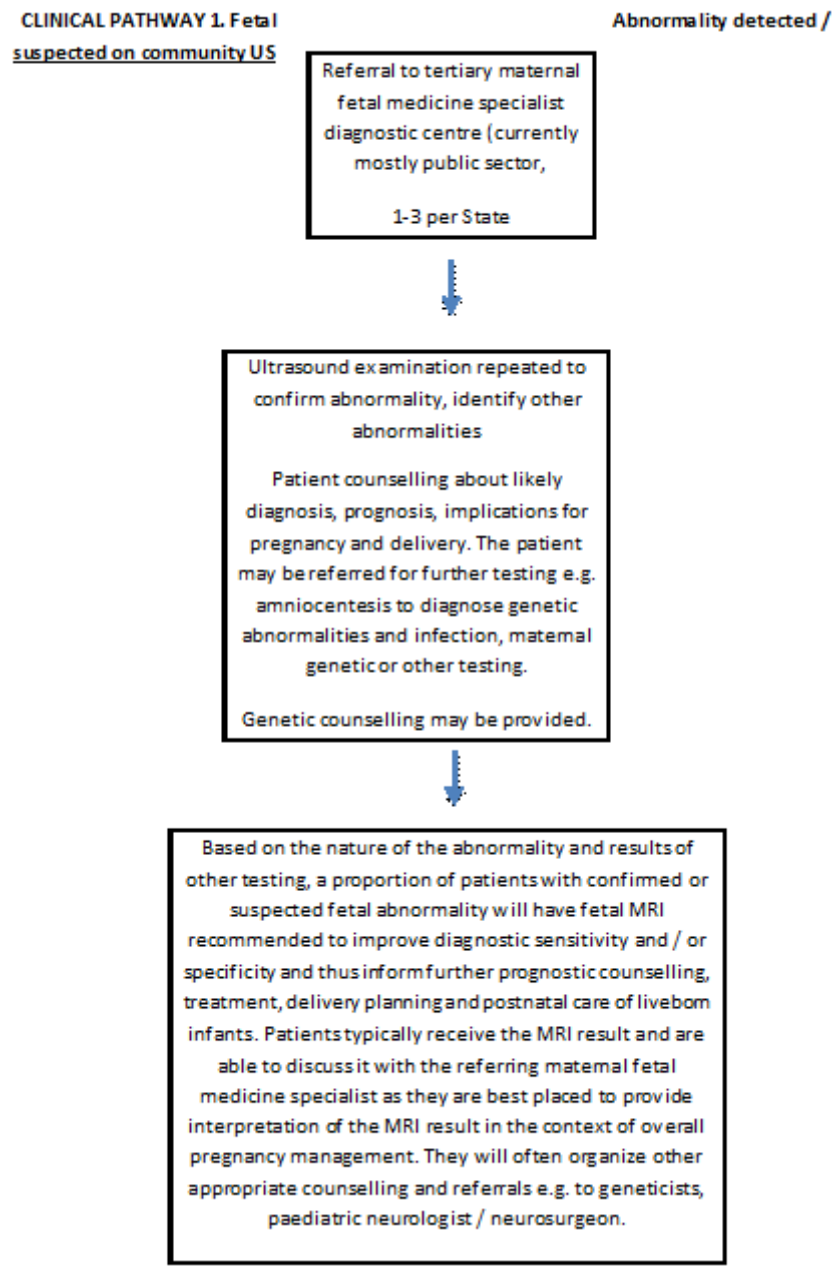 CLINICAL PATHWAY 1. Fetal Abnormality detected /
suspected on community US
Referral to tertiary maternal
fetal medicine specialist
diagnostic centre (currently
mostly public sector,
1-3 per State
Ultrasound examination repeated to
confirm abnormality, identify other
abnormalities
Patient counselling about likely
diagnosis, prognosis, implications for
pregnancy and delivery. The patient
may be referred for further testing e.g.
amniocentesis to diagnose genetic
abnormalities and infection, maternal
genetic or other testing.
Genetic counselling may be provided.
Based on the nature of the abnormality and results of
other testing, a proportion of patients with confirmed or
suspected fetal abnormality will have fetal MRI
recommended to improve diagnostic sensitivity and / or
specificity and thus inform further prognostic counselling,
treatment, delivery planning and postnatal care of liveborn
infants. Patients typically receive the MRI result and are
able to discuss it with the referring maternal fetal
medicine specialist as they are best placed to provide
interpretation of the MRI result in the context of overall
pregnancy management. They will often organize other
appropriate counselling and referrals e.g. to geneticists,
paediatric neurologist / neurosurgeon.